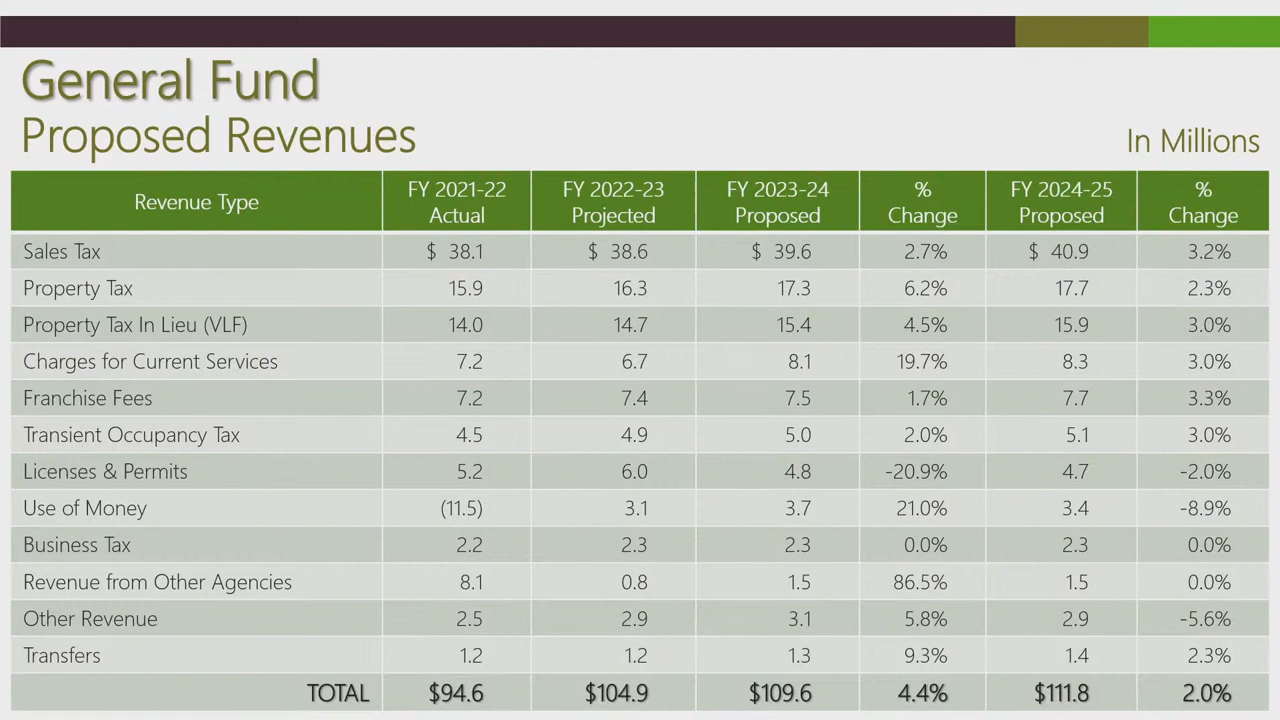 General Fund
Proposed Revenues
In Millions
Revenue Type FY 2021-22 Actual FY 2022-23 Projected FY 2023-24 Proposed % Change FY 2024-25 Proposed % Change
Sales Tax $ 38.1 $ 38.6 $ 39.6 2.7% $ 40.9 3.2%
Property Tax 15.9 16.3 17.3 6.2% 17.7 2.3%
Property Tax In Lieu (VLF) 14.0 14.7 15.4 4.5% 15.9 3.0%
Charges for Current Services 7.2 6.7 8.1 19.7% 8.3 3.0%
Franchise Fees 7.2 7.4 7.5 1.7% 7.7 3.3%
Transient Occupancy Tax 4.5 4.9 5.0 2.0% 5.1 3.0%
Licenses & Permits 5.2 6.0 4.8 -20.9% 4.7 -2.0%
Use of Money (11.5) 3.1 3.7 21.0% 3.4 -8.9%
Business Tax 2.2 2.3 2.3 0.0% 2.3 0.0%
Revenue from Other Agencies 8.1 0.8 1.5 86.5% 1.5 0.0%
Other Revenue 2.5 2.9 3.1 5.8% 2.9 -5.6%
Transfers 1.2 1.2 1.3 9.3% 1.4 2.3%
TOTAL $94.6 $104.9 $109.6 4.4% $111.8 2.0%